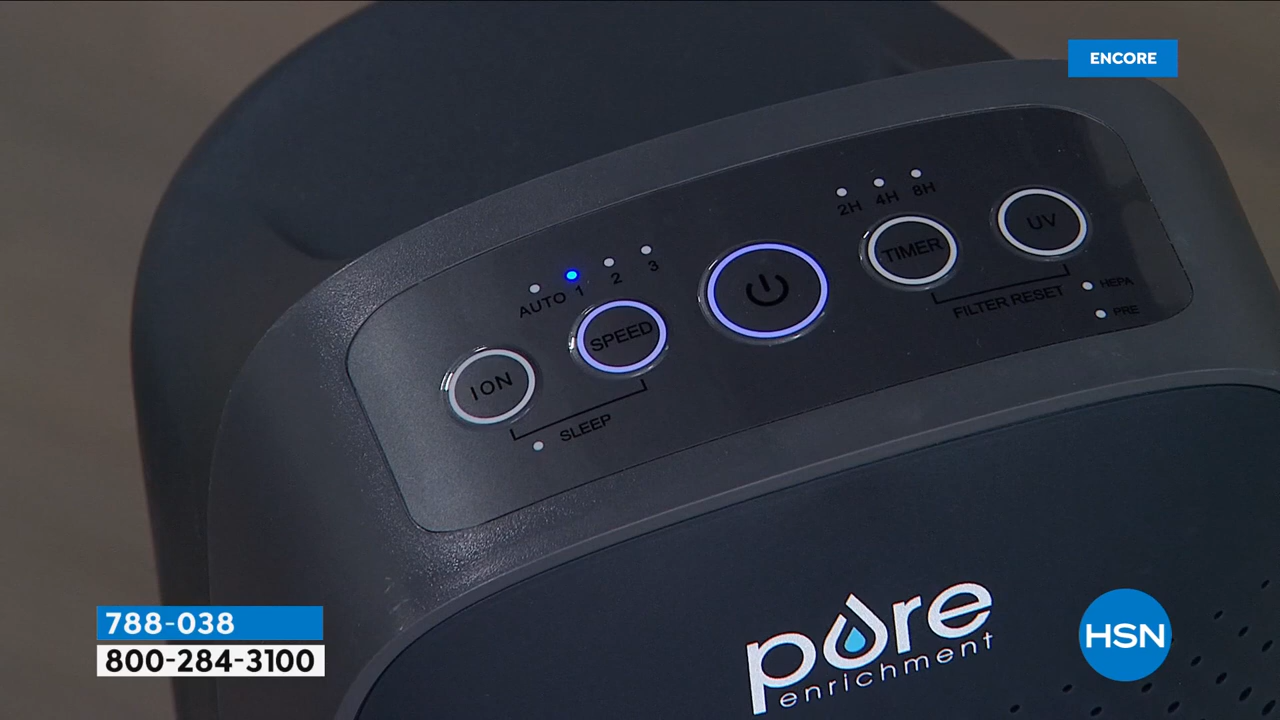 ENCORE
2H 4H 8H
UV
TIMER
AUTO 1 2 3
SPEED
ION
FILTER RESET
HEPA
PRE
SLEEP
pure
enrichment
788-038
800-284-3100
HSN